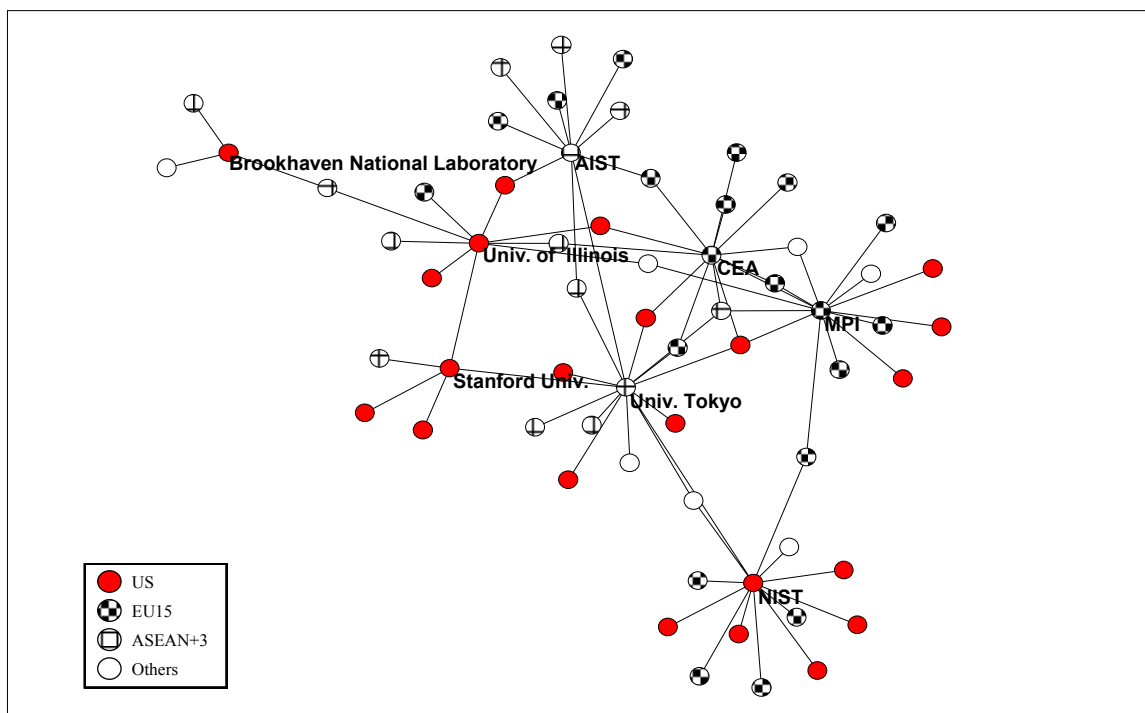 AIST
Brookhaven National Laboratory
Univ. of Illinois
CEA
MPI
Stanford Univ.
Univ. Tokyo
NIST
US
EU15
ASEAN+3
Others